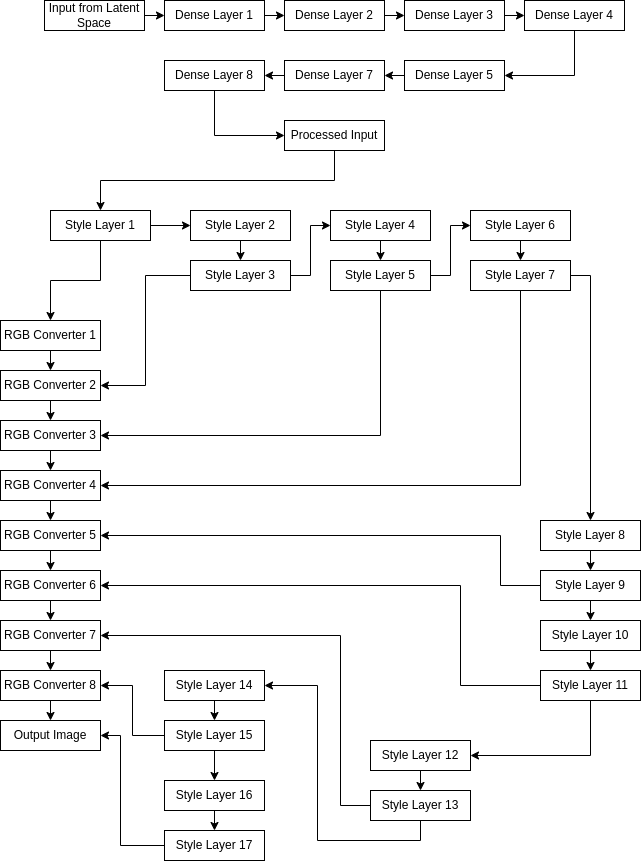 Input from Latent
Space
Dense Layer 1
Dense Layer 2
Dense Layer 3
Dense Layer 4
Dense Layer 8
Dense Layer 7
Dense Layer 5
Processed Input
Style Layer 1
Style Layer 2
Style Layer 4
Style Layer 6
Style Layer 3
Style Layer 5
Style Layer 7
RGB Converter 1
RGB Converter 2
RGB Converter 3
RGB Converter 4
RGB Converter 5
Style Layer 8
RGB Converter 6
Style Layer 9
RGB Converter 7
Style Layer 10
RGB Converter 8
Style Layer 14
Style Layer 11
Output Image
Style Layer 15
Style Layer 12
Style Layer 16
Style Layer 13
Style Layer 17